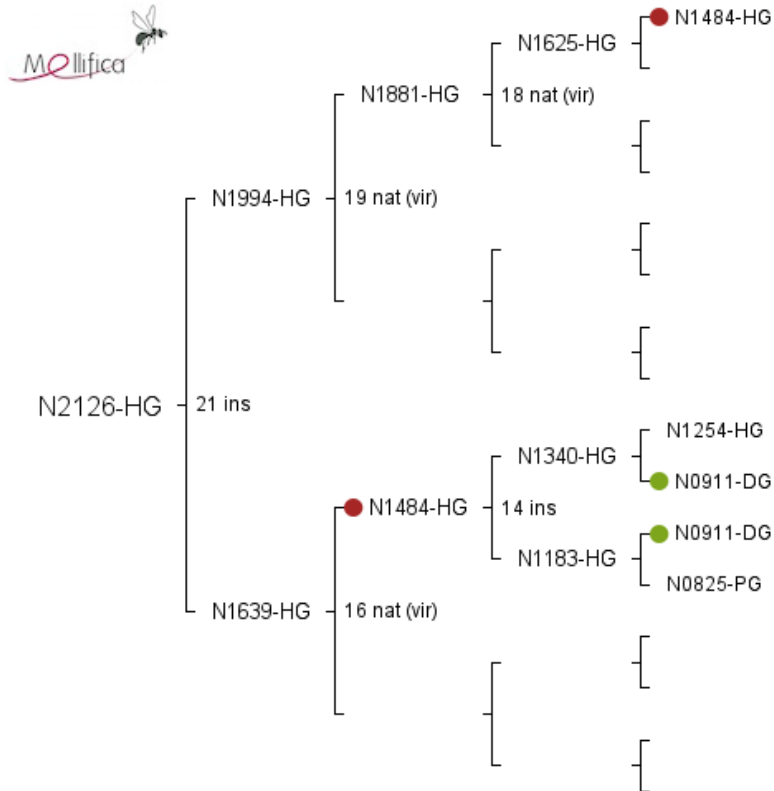 Mellifica
N1484-HG
N1625-HG
N1881-HG
18 nat (vir)
N1994-HG
19 nat (vir)
N2126-HG
21 ins
N1254-HG
N1340-HG
N0911-DG
N1484-HG
14 ins
N0911-DG
N1183-HG
N0825-PG
N1639-HG
16 nat (vir)